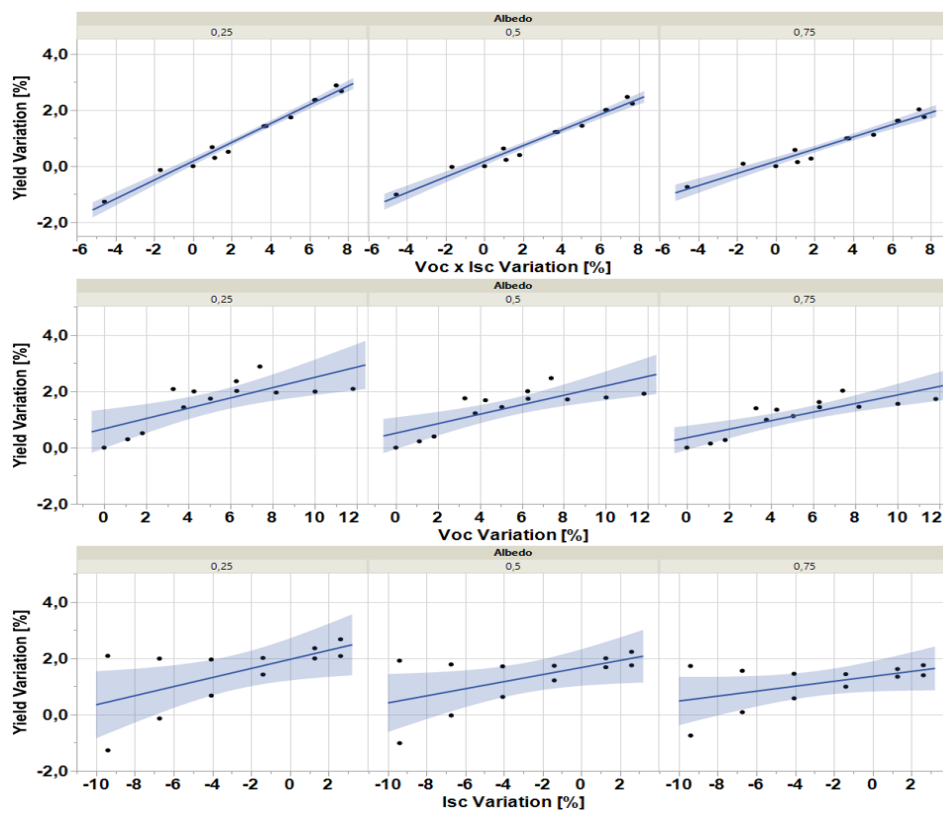 Albedo
0,25 0,5 0,75
Yield Variation [%]
4,0
2,0
0,0
-2,0
-6 -4 -2 0 2 4 6 8 -6 -4 -2 0 2 4 6 8 -6 -4 -2 0 2 4 6 8
Voc x Isc Variation [%]
Albedo
0,25 0,5 0,75
Yield Variation [%]
4,0
2,0
0,0
-2,0
0 2 4 6 8 10 12 0 2 4 6 8 10 12 0 2 4 6 8 10 12
Voc Variation [%]
Albedo
0,25 0,5 0,75
Yield Variation [%]
4,0
2,0
0,0
-2,0
-10 -8 -6 -4 -2 0 2 -10 -8 -6 -4 -2 0 2 -10 -8 -6 -4 -2 0 2
Isc Variation [%]